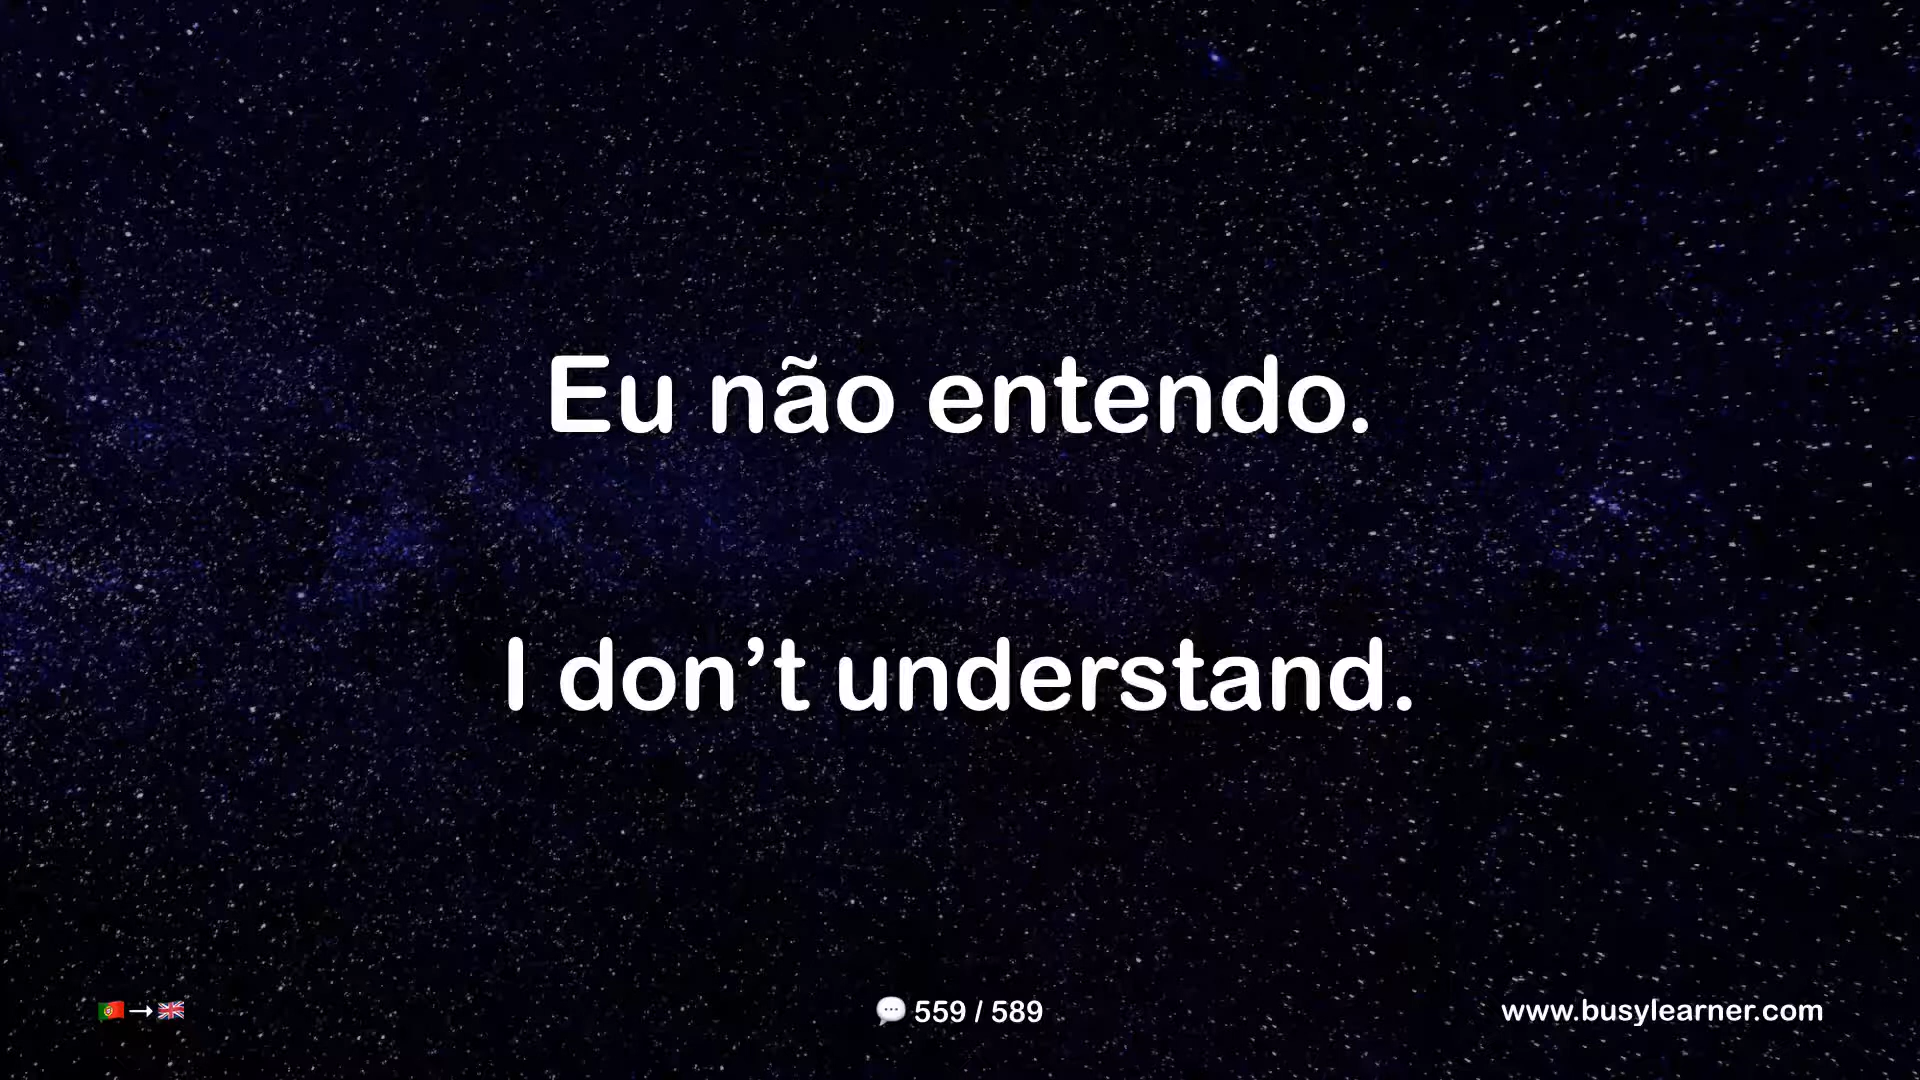 Eu não entendo.
I don’t understand.
🇵🇹→🇬🇧
💬 559 / 589
www.busylearner.com